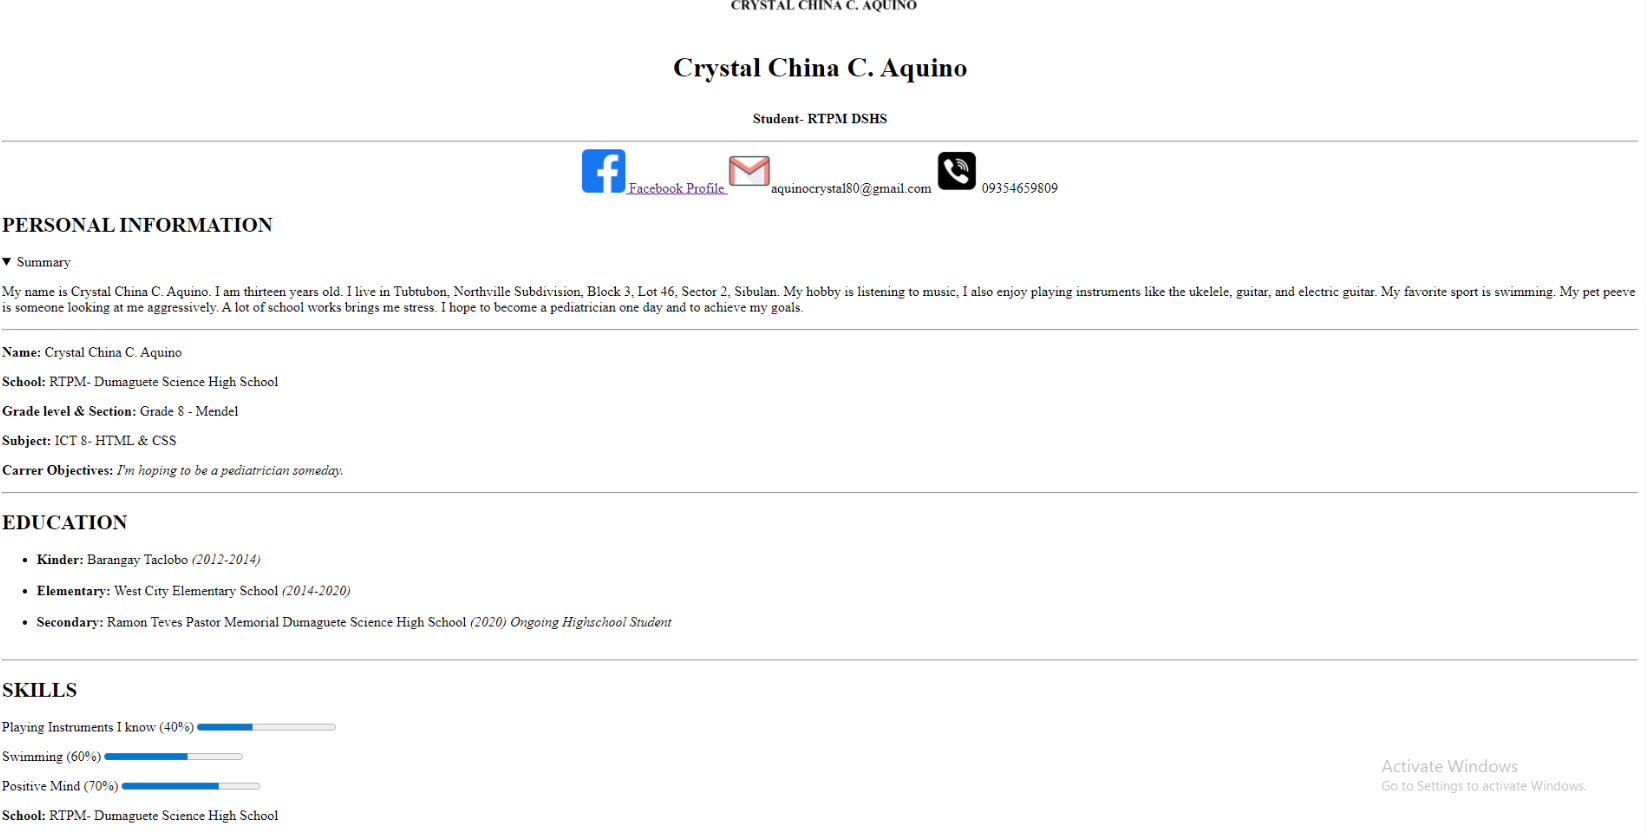 CRYSTAL CHINA C. AQUINO
Crystal China C. Aquino
Student- RTPM DSHS
Facebook Profile aquinocrystal80@gmail.com 09354659809
PERSONAL INFORMATION
▼ Summary
My name is Crystal China C. Aquino. I am thirteen years old. I live in Tubtubon, Northville Subdivision, Block 3, Lot 46, Sector 2, Sibulan. My hobby is listening to music, I also enjoy playing instruments like the ukelele, guitar, and electric guitar. My favorite sport is swimming. My pet peeve
is someone looking at me aggressively. A lot of school works brings me stress. I hope to become a pediatrician one day and to achieve my goals.
Name: Crystal China C. Aquino
School: RTPM- Dumaguete Science High School
Grade level & Section: Grade 8 - Mendel
Subject: ICT 8- HTML & CSS
Carrer Objectives: I'm hoping to be a pediatrician someday.
EDUCATION
• Kinder: Barangay Taclobo (2012-2014)
• Elementary: West City Elementary School (2014-2020)
• Secondary: Ramon Teves Pastor Memorial Dumaguete Science High School (2020) Ongoing Highschool Student
SKILLS
Playing Instruments I know (40%)
Swimming (60%)
Positive Mind (70%)
School: RTPM- Dumaguete Science High School
Activate Windows
Go to Settings to activate Windows.